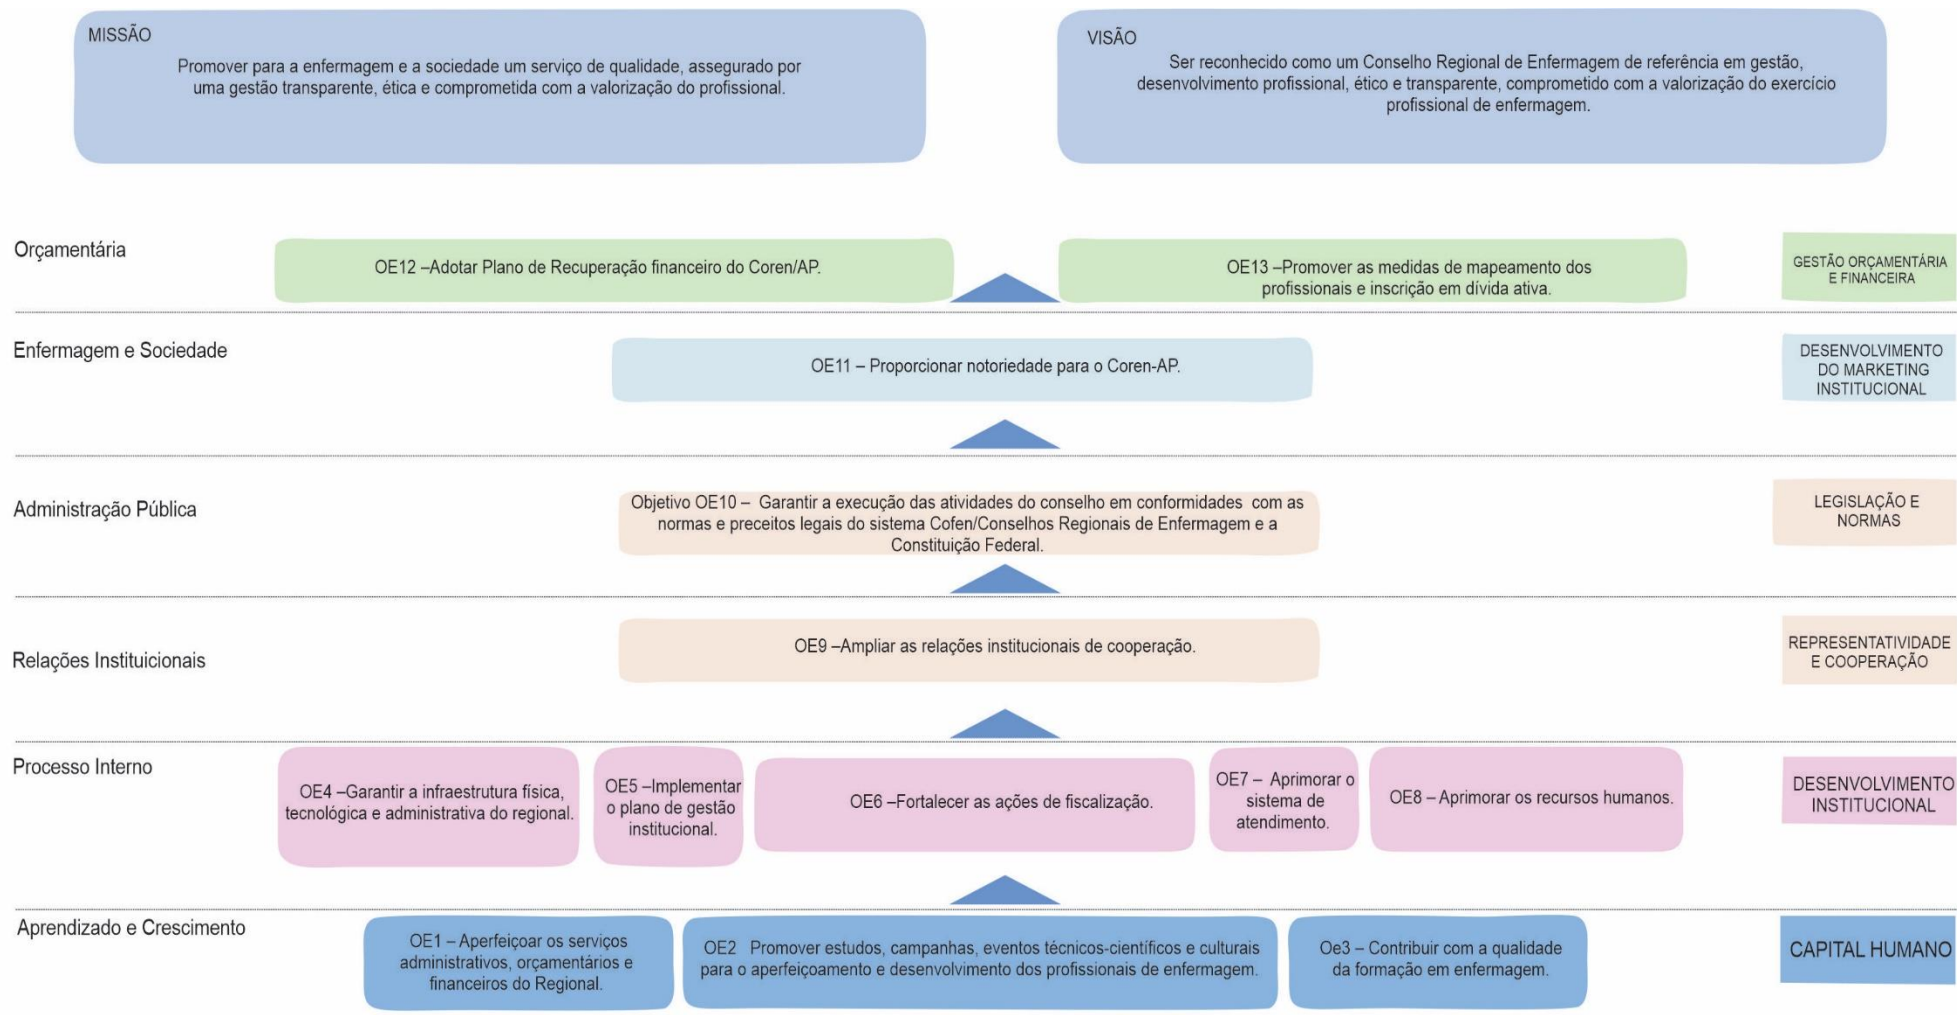 MISSÃO
Promover para a enfermagem e a sociedade um serviço de qualidade, assegurado por
uma gestão transparente, ética e comprometida com a valorização do profissional.
VISÃO
Ser reconhecido como um Conselho Regional de Enfermagem de referência em gestão,
desenvolvimento profissional, ético e transparente, comprometido com a valorização do exercício
profissional de enfermagem.
Orçamentária
OE12 –Adotar Plano de Recuperação financeiro do Coren/AP.
OE13 –Promover as medidas de mapeamento dos
profissionais e inscrição em dívida ativa.
GESTÃO ORÇAMENTÁRIA
E FINANCEIRA
Enfermagem e Sociedade
OE11 – Proporcionar notoriedade para o Coren-AP.
DESENVOLVIMENTO
DO MARKETING
INSTITUCIONAL
Administração Pública
Objetivo OE10 – Garantir a execução das atividades do conselho em conformidades com as
normas e preceitos legais do sistema Cofen/Conselhos Regionais de Enfermagem e a
Constituição Federal.
LEGISLAÇÃO E
NORMAS
Relações Instituicionais
OE9 –Ampliar as relações institucionais de cooperação.
REPRESENTATIVIDADE
E COOPERAÇÃO
Processo Interno
OE4 –Garantir a infraestrutura física,
tecnológica e administrativa do regional.
OE5 –Implementar
o plano de gestão
institucional.
OE6 –Fortalecer as ações de fiscalização.
OE7 – Aprimorar o
sistema de
atendimento.
OE8 – Aprimorar os recursos humanos.
DESENVOLVIMENTO
INSTITUCIONAL
Aprendizado e Crescimento
OE1 – Aperfeiçoar os serviços
administrativos, orçamentários e
financeiros do Regional.
OE2 Promover estudos, campanhas, eventos técnicos-científicos e culturais
para o aperfeiçoamento e desenvolvimento dos profissionais de enfermagem.
Oe3 – Contribuir com a qualidade
da formação em enfermagem.
CAPITAL HUMANO